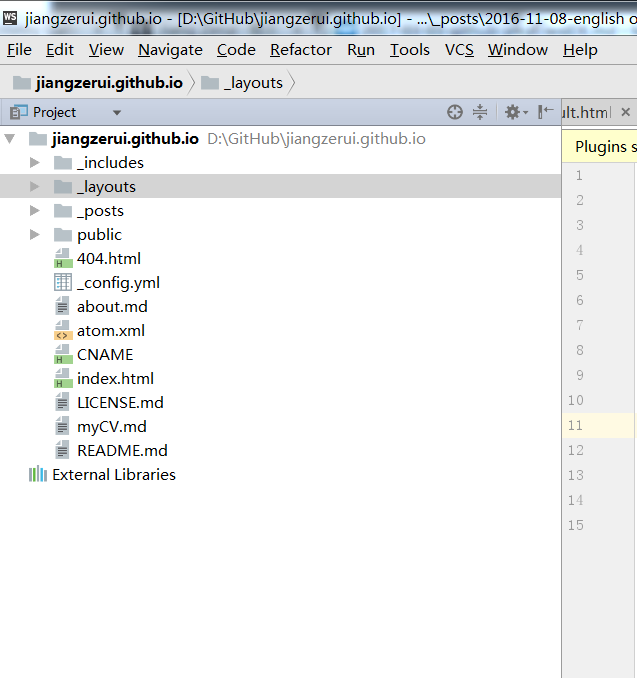 WS jiangzerui.github.io - [D:\GitHub\jiangzerui.github.io] - ...\_posts\2016-11-08-english o
File Edit View Navigate Code Refactor Run Tools VCS Window Help
jiangzerui.github.io _layouts
Project ult.html
jiangzerui.github.io D:\GitHub\jiangzerui.github.io
Plugins s
_includes
_layouts
_posts
public
404.html
_config.yml
about.md
atom.xml
CNAME
index.html
LICENSE.md
myCV.md
README.md
External Libraries
1
2
3
4
5
6
7
8
9
10
11
12
13
14
15